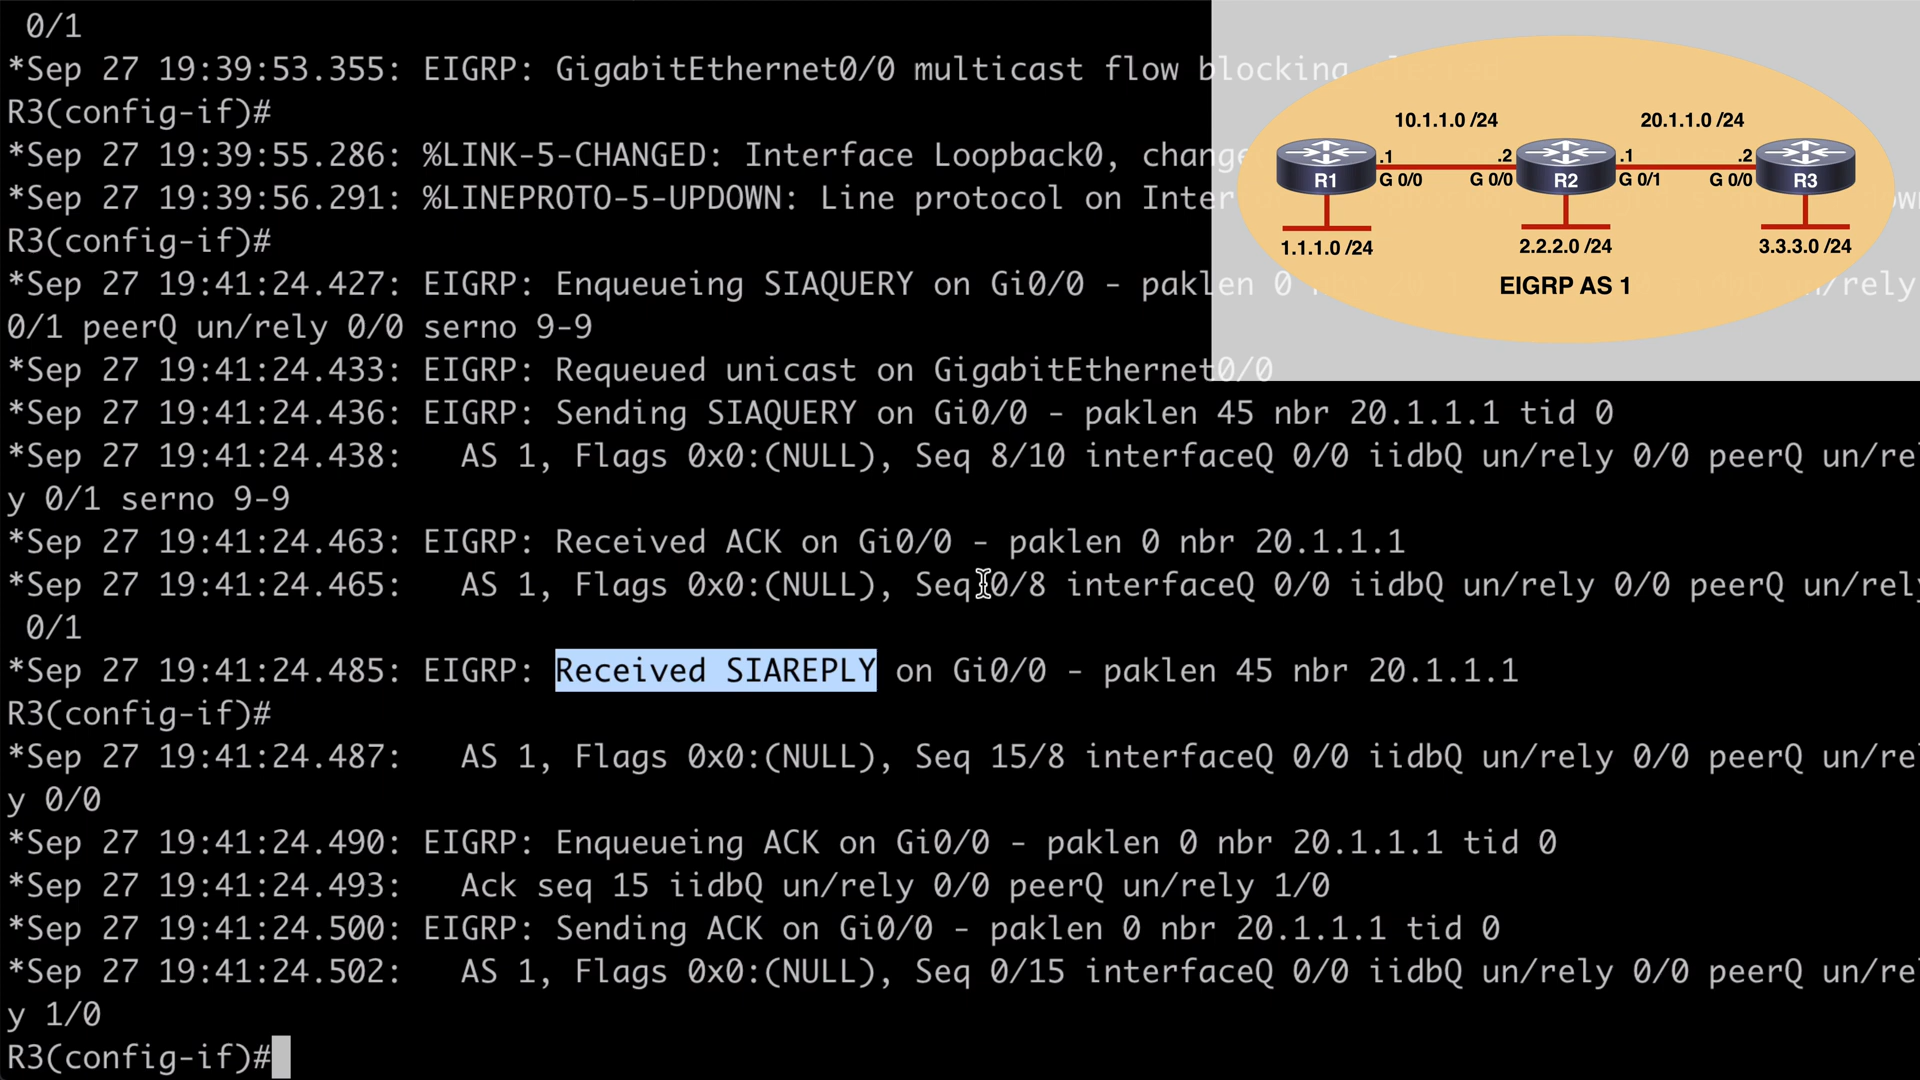 0/1
*Sep 27 19:39:53.355: EIGRP: GigabitEthernet0/0 multicast flow blocking cleared
R3(config-if)#
*Sep 27 19:39:55.286: %LINK-5-CHANGED: Interface Loopback0, change
*Sep 27 19:39:56.291: %LINEPROTO-5-UPDOWN: Line protocol on Inter
R3(config-if)#
*Sep 27 19:41:24.427: EIGRP: Enqueueing SIAQUERY on Gi0/0 - paklen 0 un/rely
0/1 peerQ un/rely 0/0 serno 9-9
*Sep 27 19:41:24.433: EIGRP: Requeued unicast on GigabitEthernet0/0
*Sep 27 19:41:24.436: EIGRP: Sending SIAQUERY on Gi0/0 - paklen 45 nbr 20.1.1.1 tid 0
*Sep 27 19:41:24.438:   AS 1, Flags 0x0:(NULL), Seq 8/10 interfaceQ 0/0 iidbQ un/rely 0/0 peerQ un/rel
y 0/1 serno 9-9
*Sep 27 19:41:24.463: EIGRP: Received ACK on Gi0/0 - paklen 0 nbr 20.1.1.1
*Sep 27 19:41:24.465:   AS 1, Flags 0x0:(NULL), Seq 0/8 interfaceQ 0/0 iidbQ un/rely 0/0 peerQ un/rely
0/1
*Sep 27 19:41:24.485: EIGRP: Received SIAREPLY on Gi0/0 - paklen 45 nbr 20.1.1.1
R3(config-if)#
*Sep 27 19:41:24.487:   AS 1, Flags 0x0:(NULL), Seq 15/8 interfaceQ 0/0 iidbQ un/rely 0/0 peerQ un/rel
y 0/0
*Sep 27 19:41:24.490: EIGRP: Enqueueing ACK on Gi0/0 - paklen 0 nbr 20.1.1.1 tid 0
*Sep 27 19:41:24.493:   Ack seq 15 iidbQ un/rely 0/0 peerQ un/rely 1/0
*Sep 27 19:41:24.500: EIGRP: Sending ACK on Gi0/0 - paklen 0 nbr 20.1.1.1 tid 0
*Sep 27 19:41:24.502:   AS 1, Flags 0x0:(NULL), Seq 0/15 interfaceQ 0/0 iidbQ un/rely 0/0 peerQ un/rel
y 1/0
R3(config-if)#
10.1.1.0 /24
20.1.1.0 /24
R1 .1 G 0/0
.2 G 0/0 R2 .1 G 0/1
.2 G 0/0 R3
1.1.1.0 /24
2.2.2.0 /24
3.3.3.0 /24
EIGRP AS 1